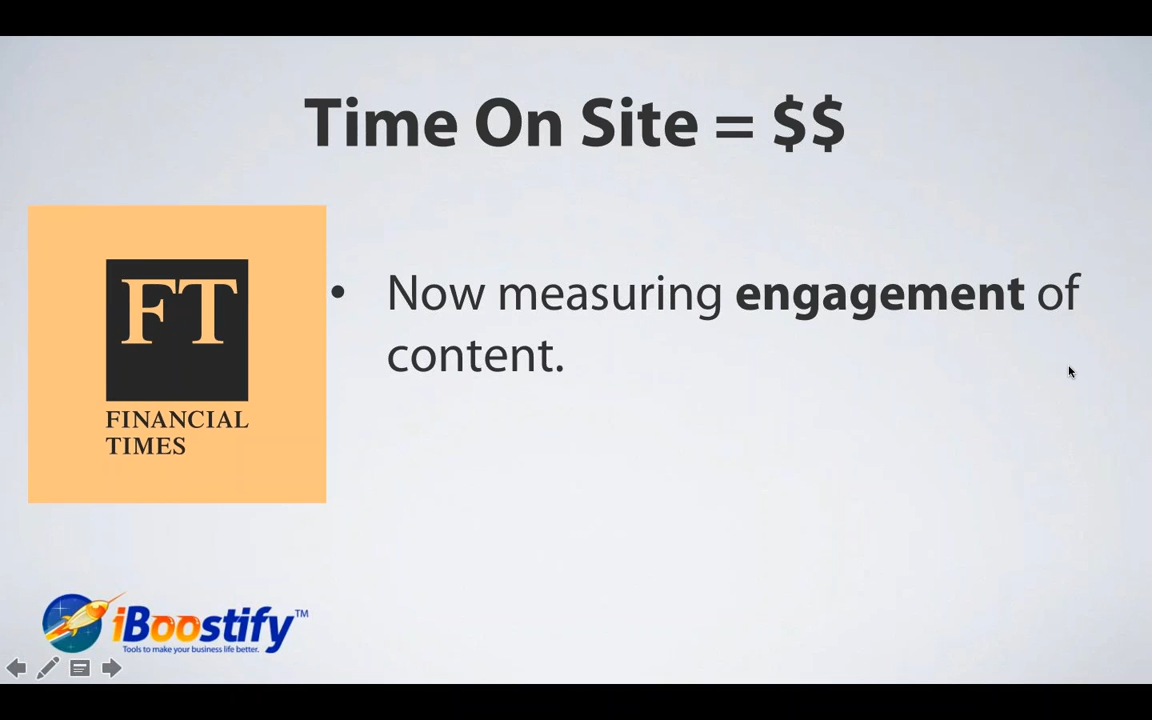 Time On Site = $$
FT
FINANCIAL
TIMES
• Now measuring engagement of
content.
iBoostify™
Tools to make your business life better.